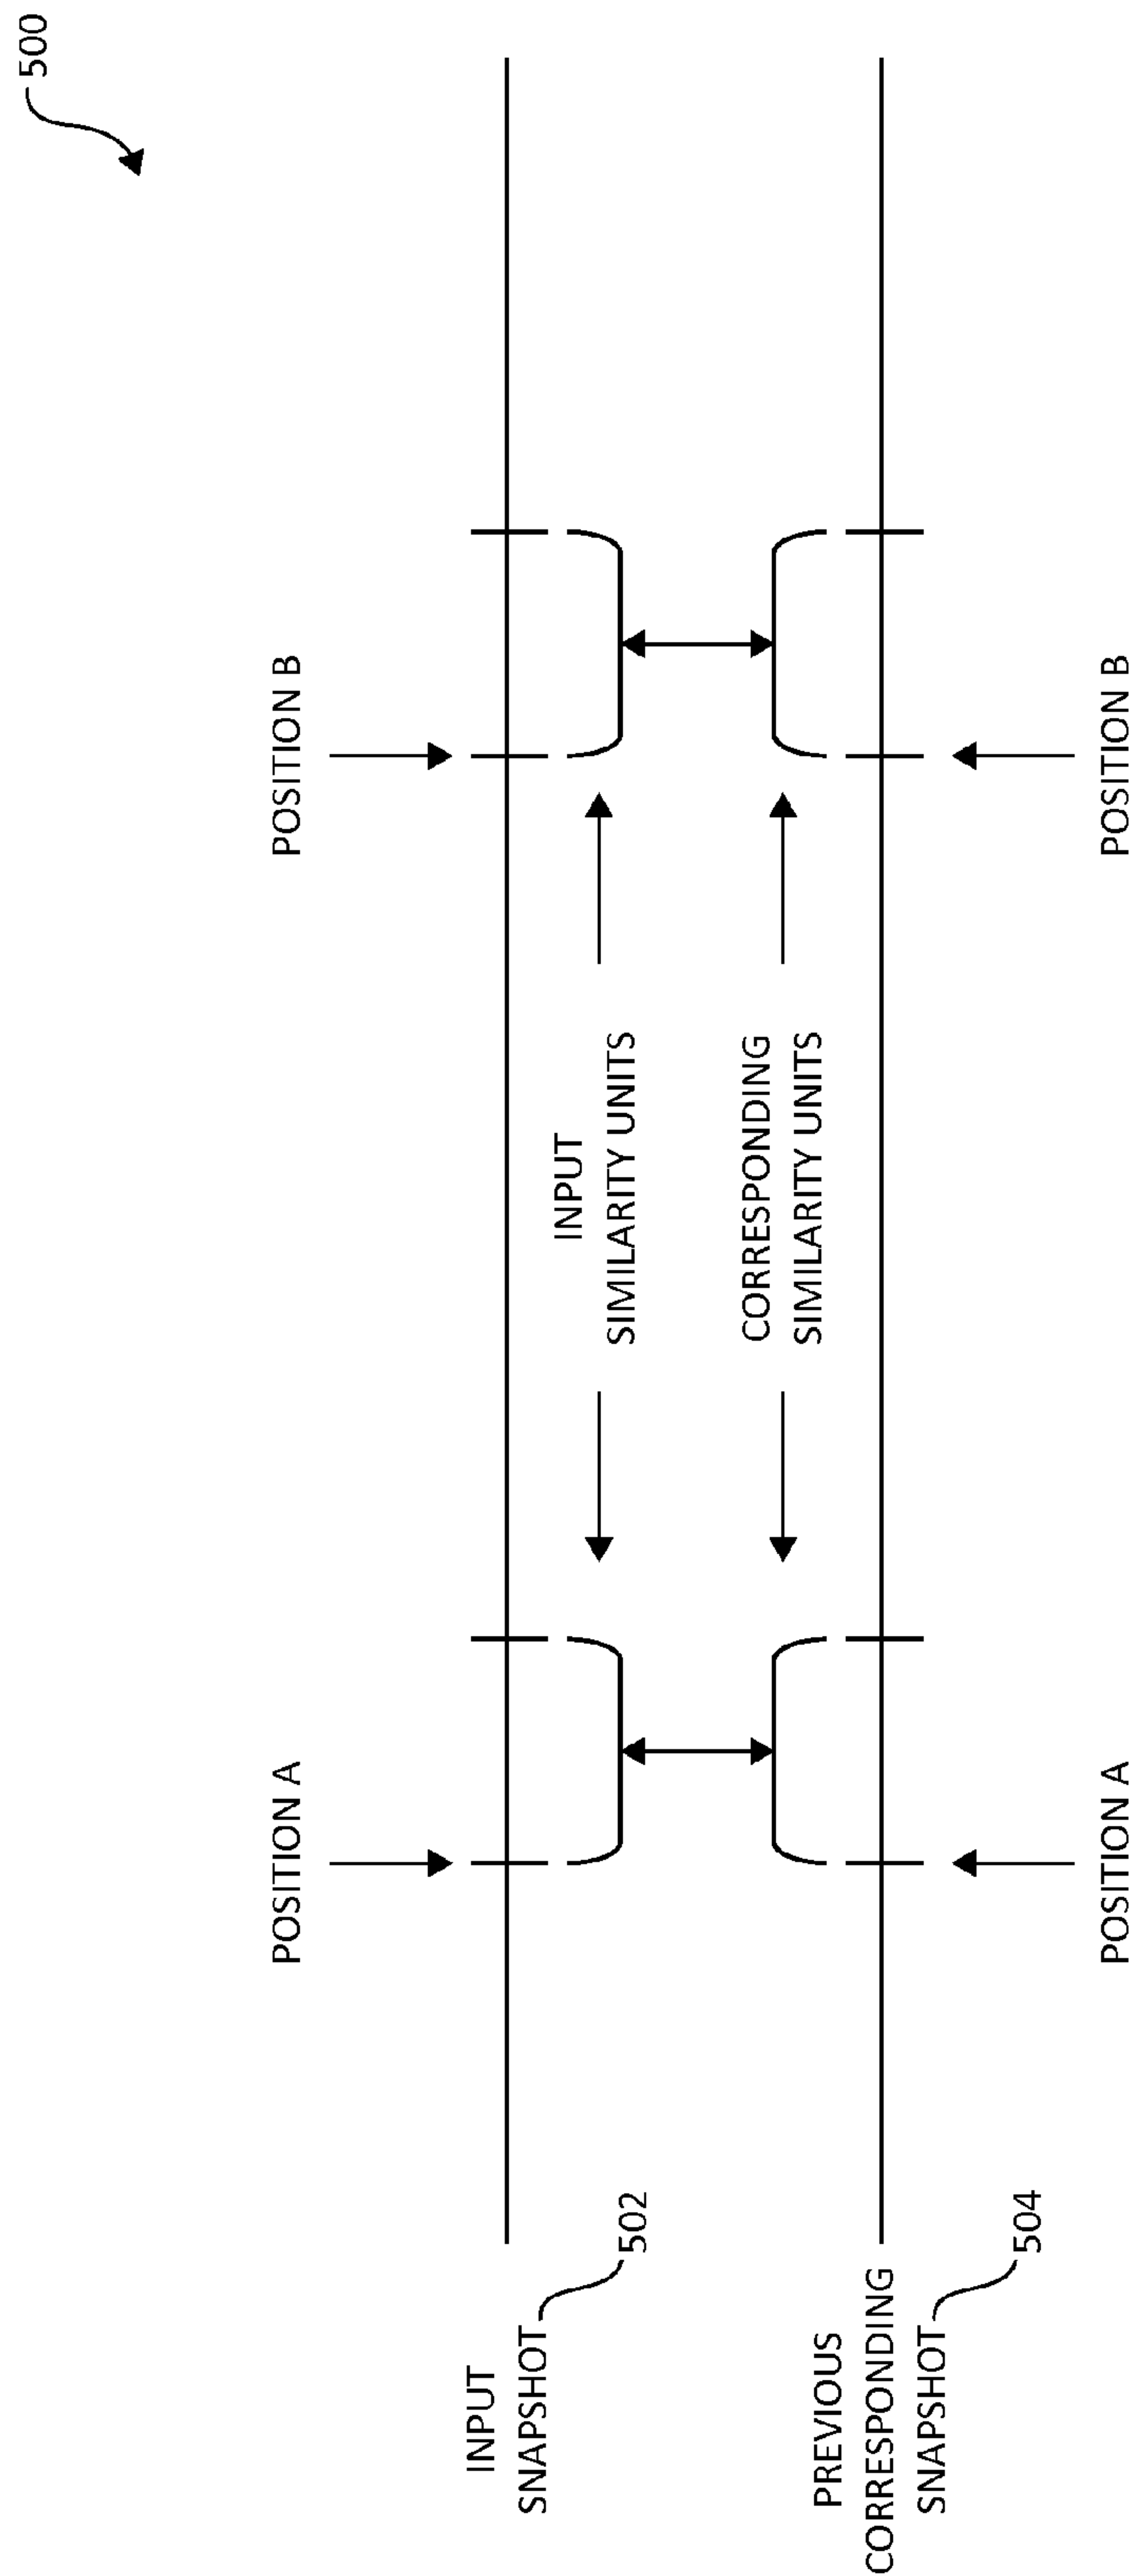 500
POSITION A
POSITION B
INPUT
SNAPSHOT
502
INPUT
SIMILARITY UNITS
CORRESPONDING
SIMILARITY UNITS
PREVIOUS
CORRESPONDING
SNAPSHOT
504
POSITION A
POSITION B